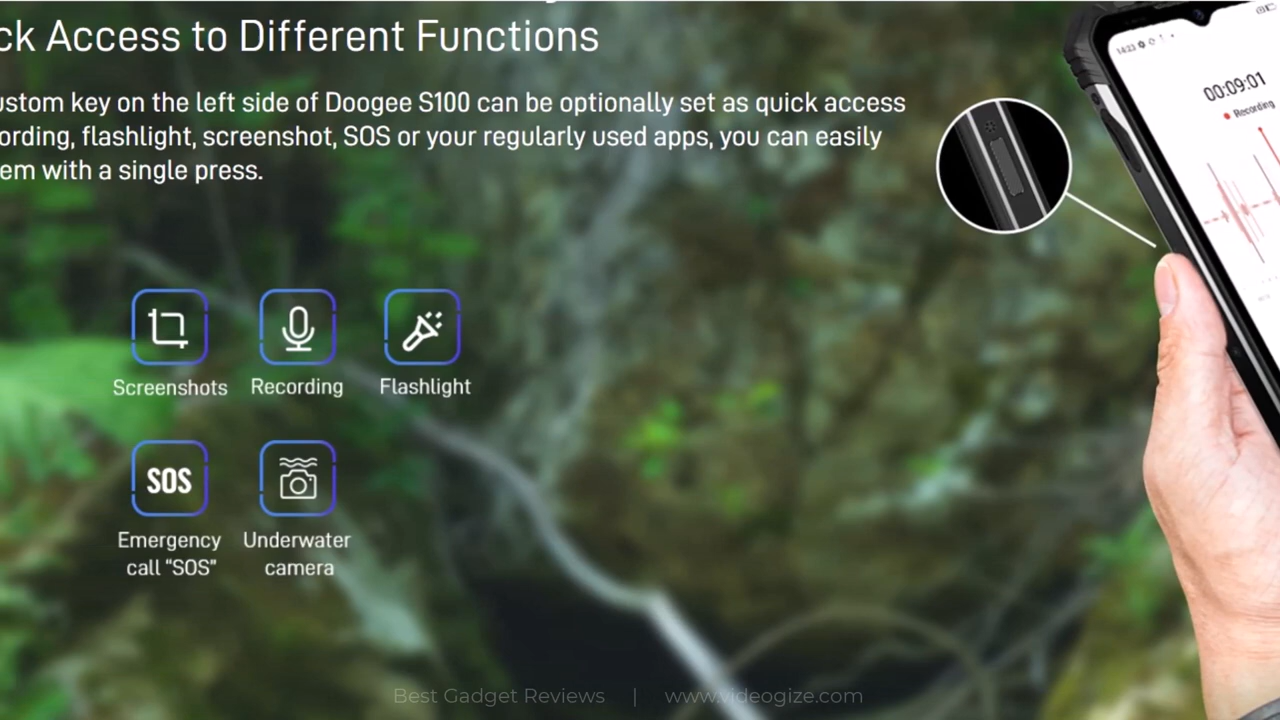 ck Access to Different Functions
ustom key on the left side of Doogee S100 can be optionally set as quick access
ording, flashlight, screenshot, SOS or your regularly used apps, you can easily
em with a single press.
14:23
00:09:01
Recording
Screenshots
Recording
Flashlight
SOS
Emergency
call “SOS”
Underwater
camera
Best Gadget Reviews | www.videogize.com